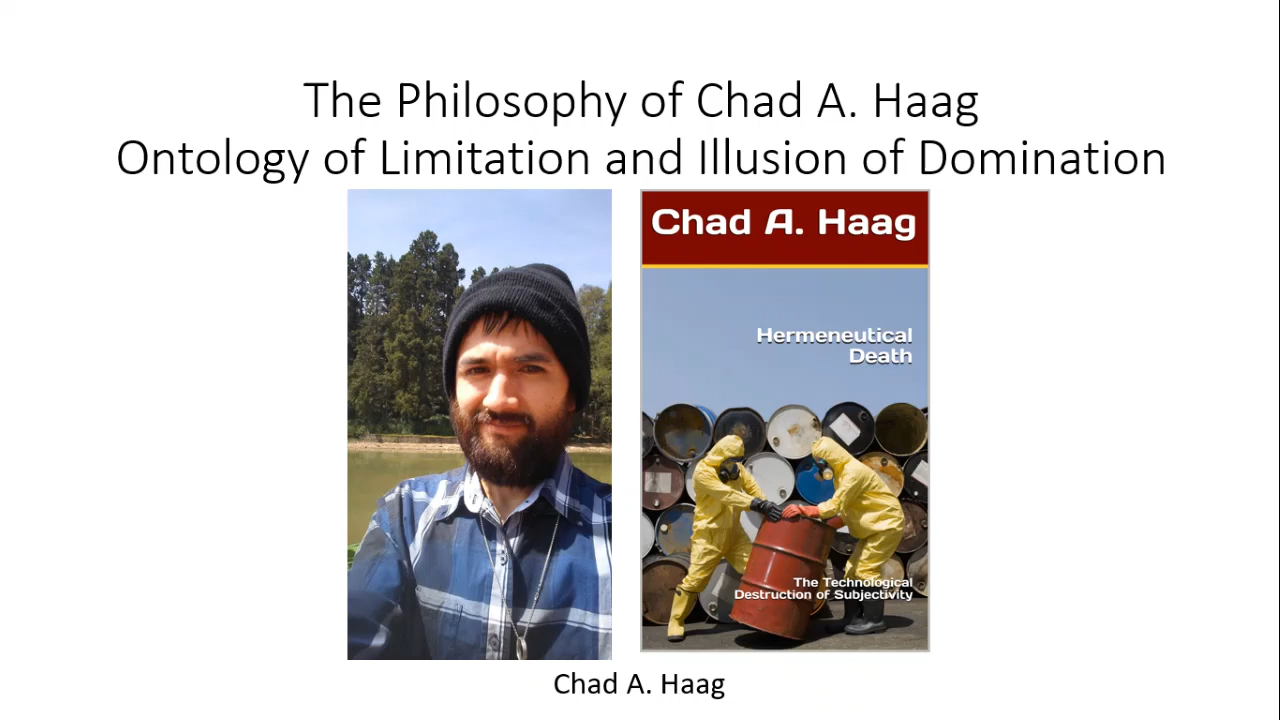 The Philosophy of Chad A. Haag
Ontology of Limitation and Illusion of Domination
Chad A. Haag
Hermeneutical
Death
The Technological
Destruction of Subjectivity
Chad A. Haag